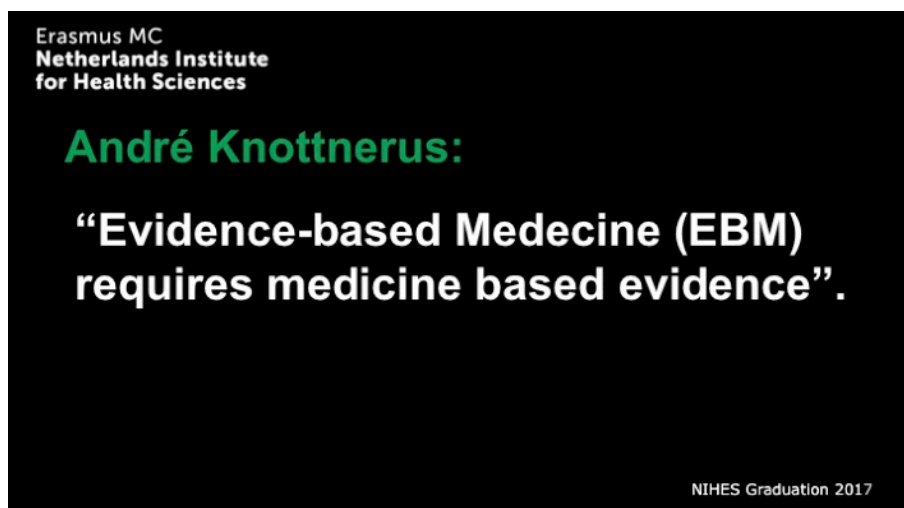 Erasmus MC
Netherlands Institute
for Health Sciences
André Knottnerus:
“Evidence-based Medecine (EBM)
requires medicine based evidence”.
NIHES Graduation 2017